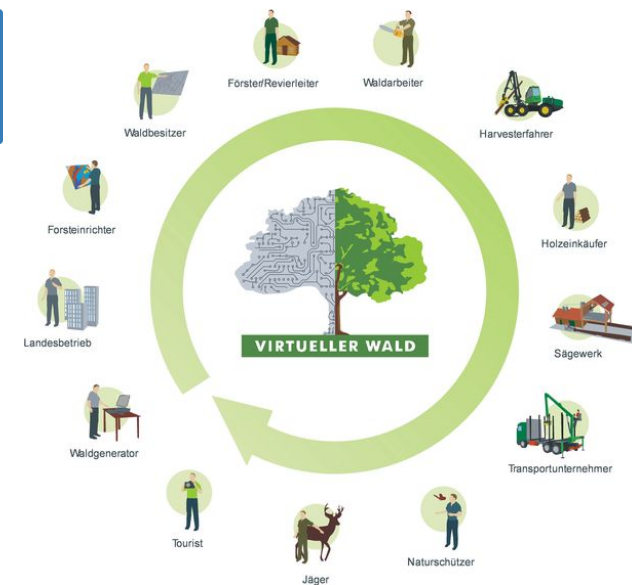 Förster/Revierleiter
Waldarbeiter
Waldbesitzer
Harvesterfahrer
Forsteinrichter
Holzeinkäufer
Landesbetrieb
VIRTUELLER WALD
Sägewerk
Waldgenerator
Transportunternehmer
Tourist
Naturschützer
Jäger